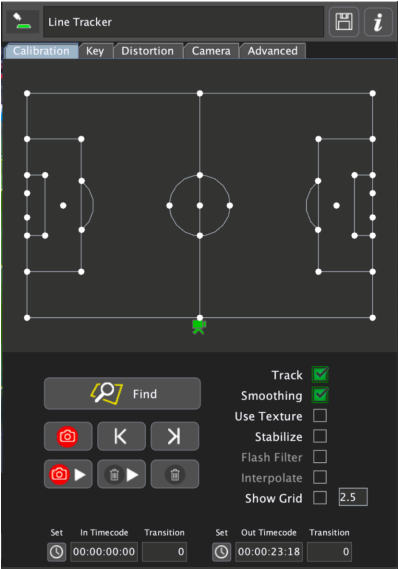 Line Tracker
i
Calibration Key Distortion Camera Advanced
Track
Find
Smoothing
Use Texture
Stabilize
Flash Filter
Interpolate
Show Grid 2.5
Set In Timecode Transition Set Out Timecode Transition
00:00:00:00 0 00:00:23:18 0